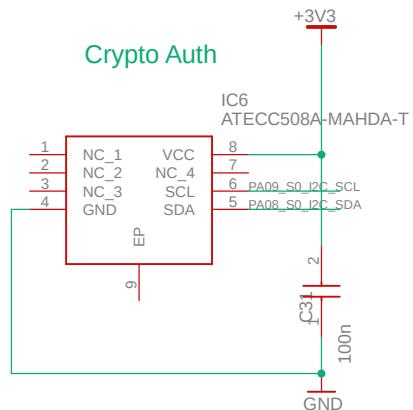 +3V3
Crypto Auth
IC6
ATECC508A-MAHDA-T
1 NC_1 VCC 8
2 NC_2 NC_4 7
3 NC_3 SCL 6 PA09_S0_I2C_SCL
4 GND SDA 5 PA08_S0_I2C_SDA
EP
9
2
C31
1
100n
GND